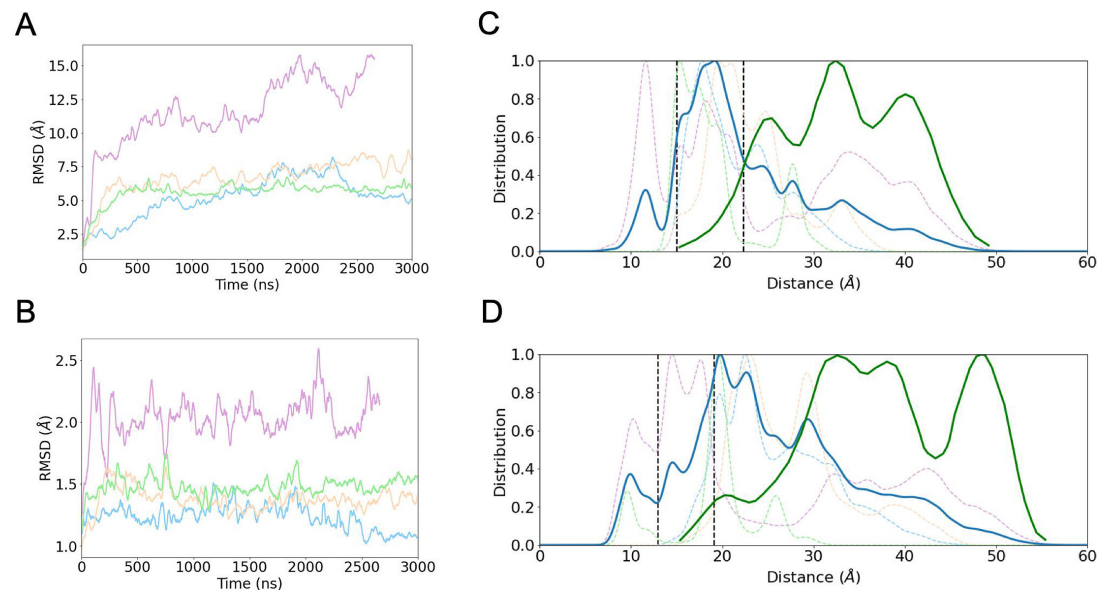 A
15.0
12.5
10.0
7.5
5.0
2.5
RMSD (Å)
0 500 1000 1500 2000 2500 3000
Time (ns)
B
2.5
2.0
1.5
1.0
RMSD (Å)
0 500 1000 1500 2000 2500 3000
Time (ns)
C
1.0
0.8
0.6
0.4
0.2
0.0
Distribution
0 10 20 30 40 50 60
Distance (Å)
D
1.0
0.8
0.6
0.4
0.2
0.0
Distribution
0 10 20 30 40 50 60
Distance (Å)